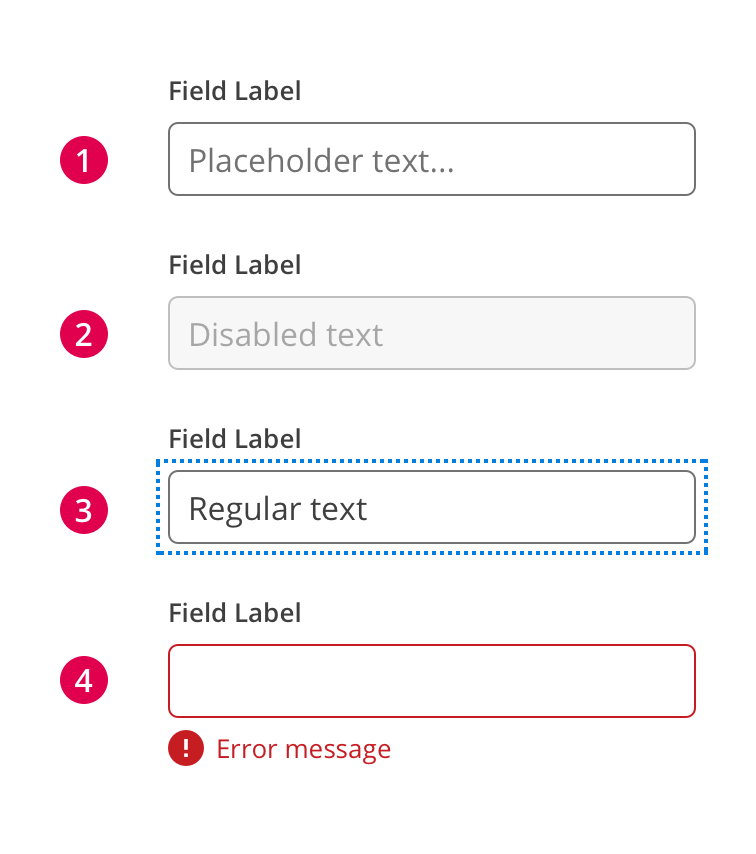 Field Label
1
Placeholder text...
Field Label
2
Disabled text
Field Label
3
Regular text
Field Label
4
! Error message